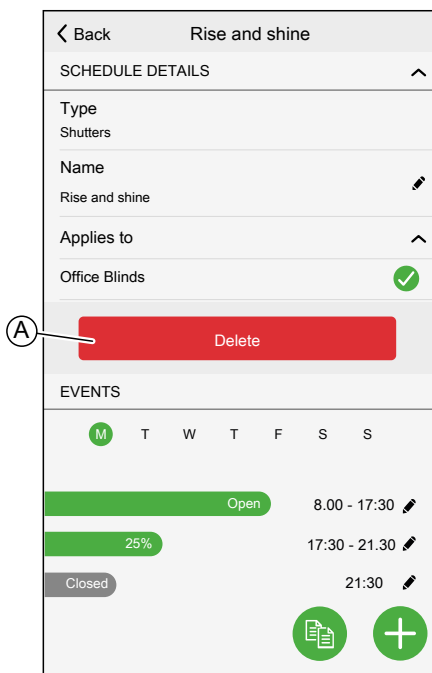 Back Rise and shine
SCHEDULE DETAILS
Type
Shutters
Name
Rise and shine
Applies to
Office Blinds
A
Delete
EVENTS
M T W T F S S
Open 8.00 - 17:30
25% 17:30 - 21.30
Closed 21:30